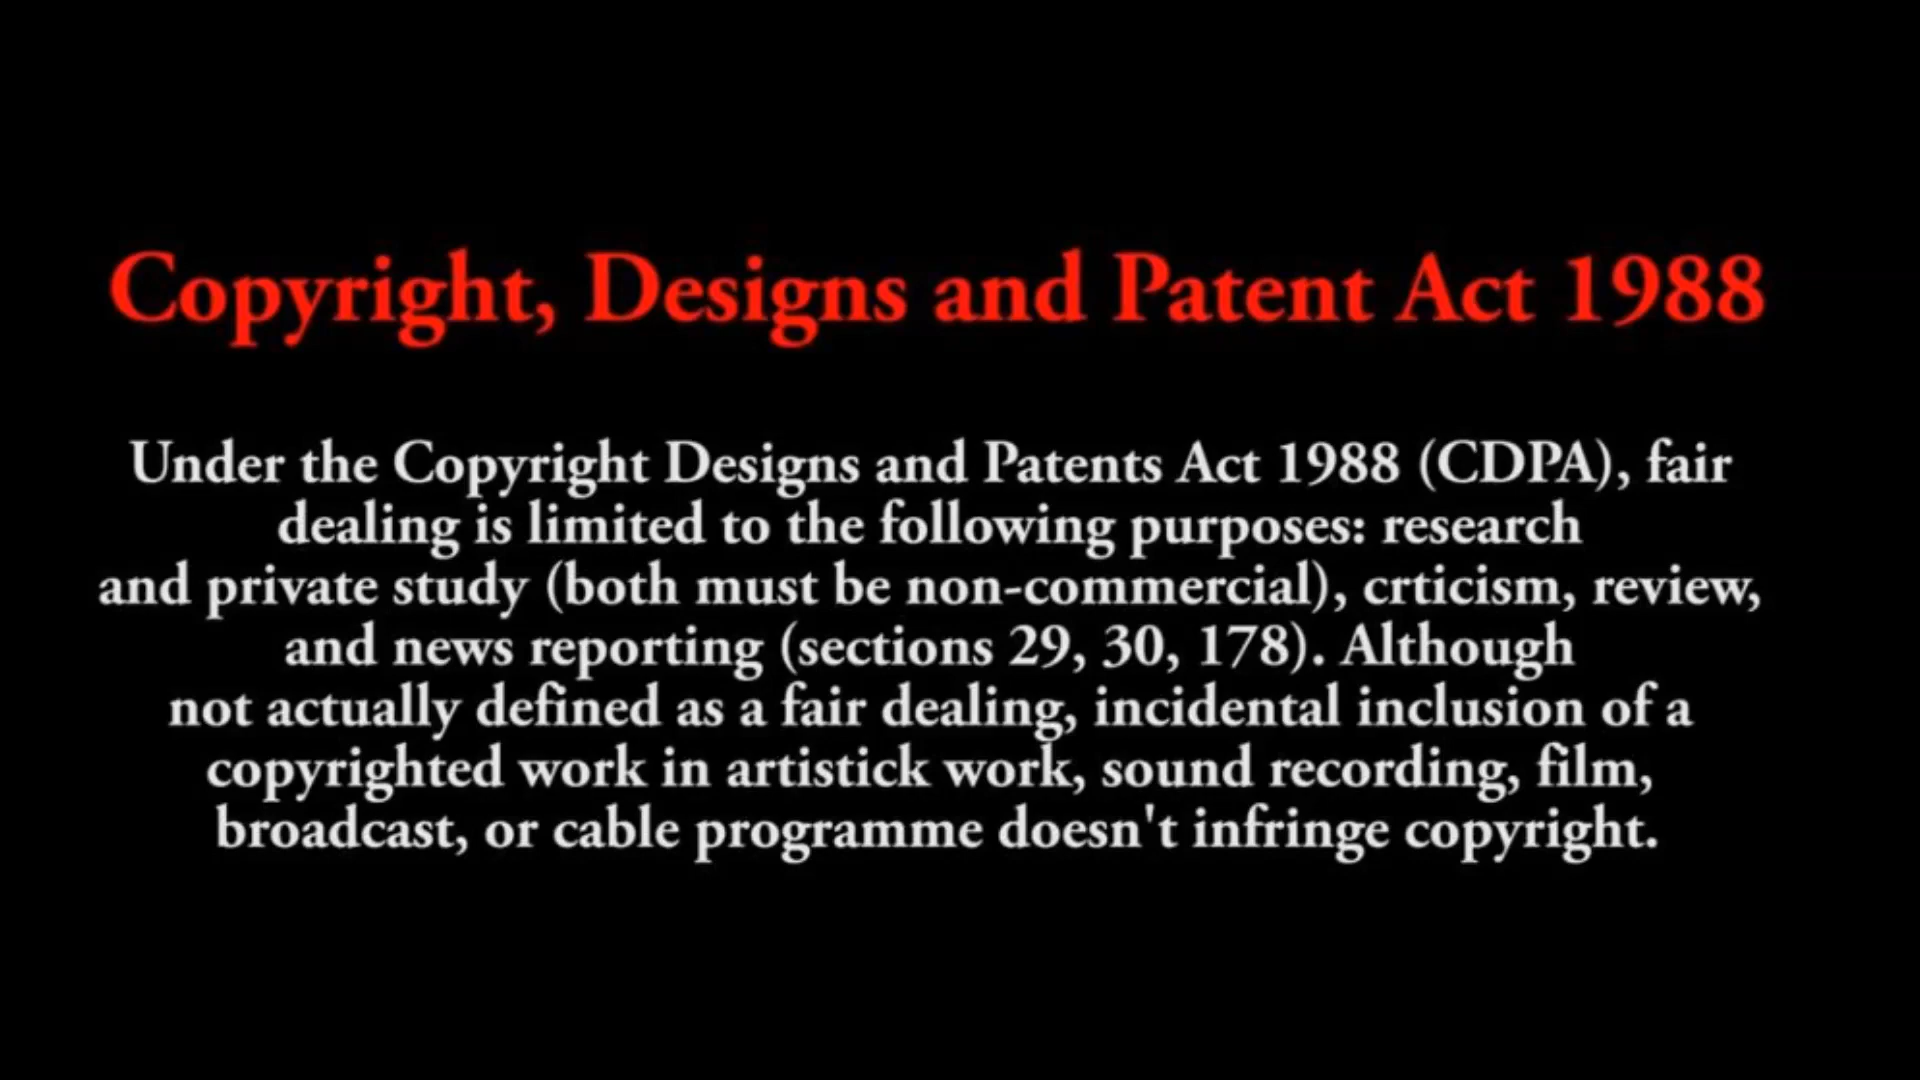 Copyright, Designs and Patent Act 1988
Under the Copyright Designs and Patents Act 1988 (CDPA), fair
dealing is limited to the following purposes: research
and private study (both must be non-commercial), crticism, review,
and news reporting (sections 29, 30, 178). Although
not actually defined as a fair dealing, incidental inclusion of a
copyrighted work in artistick work, sound recording, film,
broadcast, or cable programme doesn't infringe copyright.